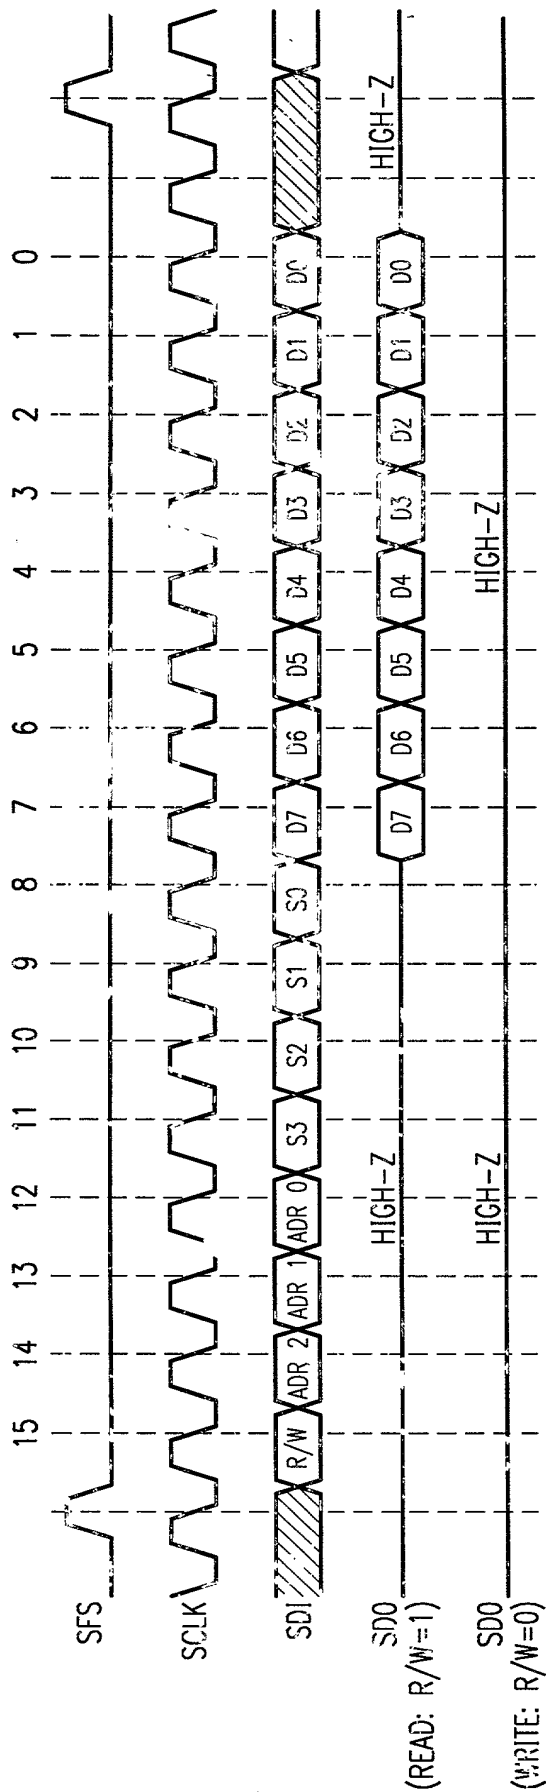 15 14 13 12 11 10 9 8 7 6 5 4 3 2 1 0
SFS
SCLK
SDI
R/W ADR 2 ADR 1 ADR 0 S3 S2 S1 S0 D7 D6 D5 D4 D3 D2 D1 D0
SDO
(READ: R/W=1)
HIGH-Z D7 D6 D5 D4 D3 D2 D1 D0 HIGH-Z
SDO
(WRITE: R/W=0)
HIGH-Z HIGH-Z